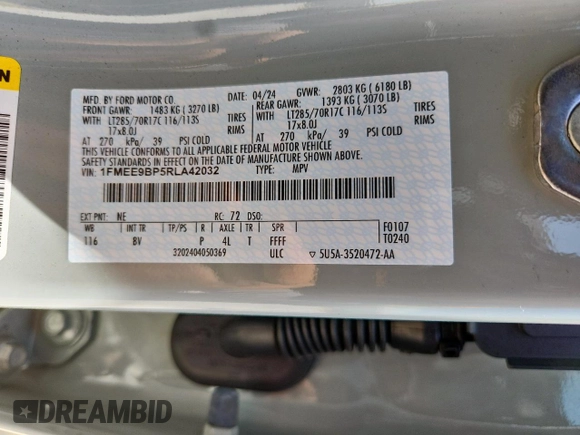 ON
MFD. BY FORD MOTOR CO. 04/24 GVWR: 2803 KG ( 6180 LB)
FRONT GAWR: 1483 KG ( 3270 LB) REAR GAWR: 1393 KG ( 3070 LB)
WITH LT285/70R17C 116/113S TIRES WITH LT285/70R17C 116/113S TIRES
17x8.0J RIMS 17x8.0J RIMS
AT 270 kPa/ 39 PSI COLD AT 270 kPa/ 39 PSI COLD
THIS VEHICLE CONFORMS TO ALL APPLICABLE FEDERAL MOTOR VEHICLE
SAFETY STANDARDS IN EFFECT ON THE DATE OF MANUFACTURE SHOWN ABOVE.
VIN: 1FMEE9BP5RLA42032 TYPE: MPV
EXT PNT: NE RC: 72 DSO:
WB INT TR TP/PS R AXLE TR SPR F0107
116 BV P 4L T FFFF T0240
3202404050369 ULC ▽ 5U5A-3520472-AA
DREAMBID